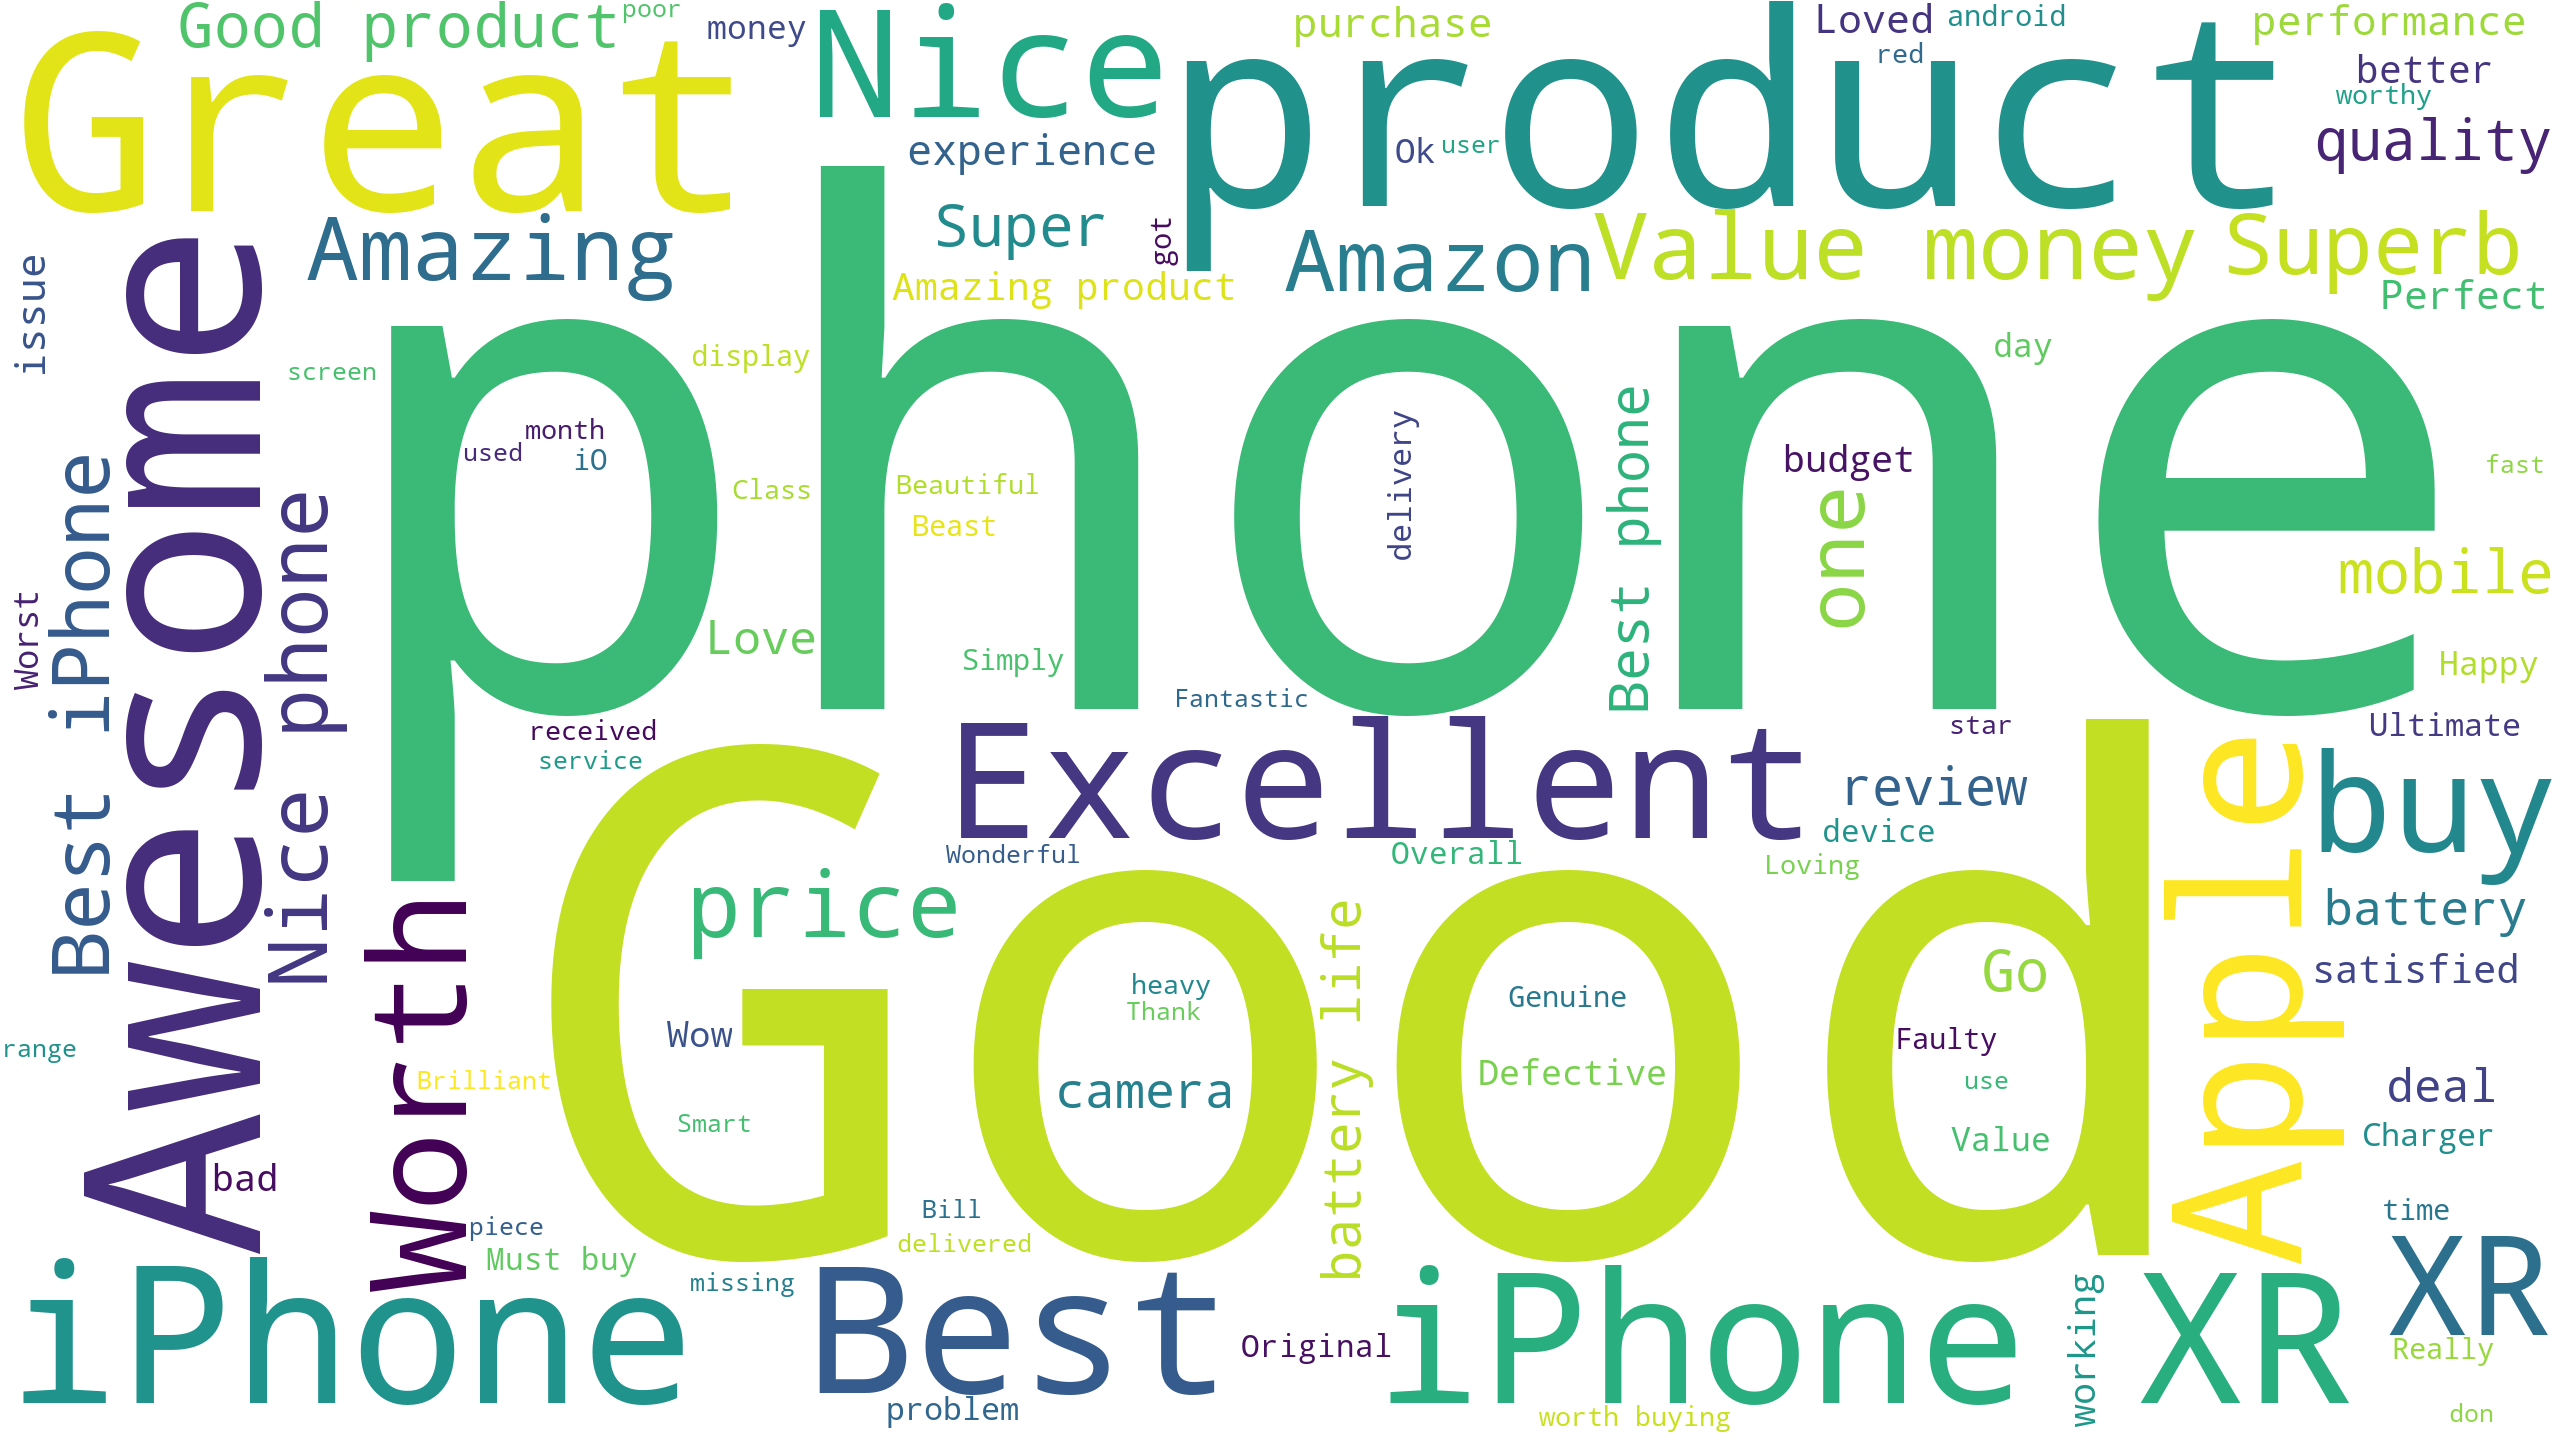 Good product
poor
money
Nice
purchase
product
Loved
android
red
performance
better
worthy
quality
Great
experience
Ok
user
Super
got
Amazing
Amazing product
Amazon
Value money
Superb
Perfect
issue
screen
display
day
Awesome
phone
month
used
iO
Class
Beautiful
Beast
delivery
Best phone
budget
one
fast
mobile
Best iPhone
Nice phone
Worst
Love
Simply
Fantastic
Happy
received
service
Excellent
star
Ultimate
review
device
buy
Wonderful
Overall
Loving
Apple
Good
price
battery
Worth
battery life
satisfied
heavy
Thank
Genuine
Go
Wow
camera
Defective
Faulty
use
range
Brilliant
Smart
Value
deal
Charger
bad
piece
Must buy
Bill
delivered
time
missing
iPhone
Best
Original
iPhone XR
working
XR
Really
problem
worth buying
don